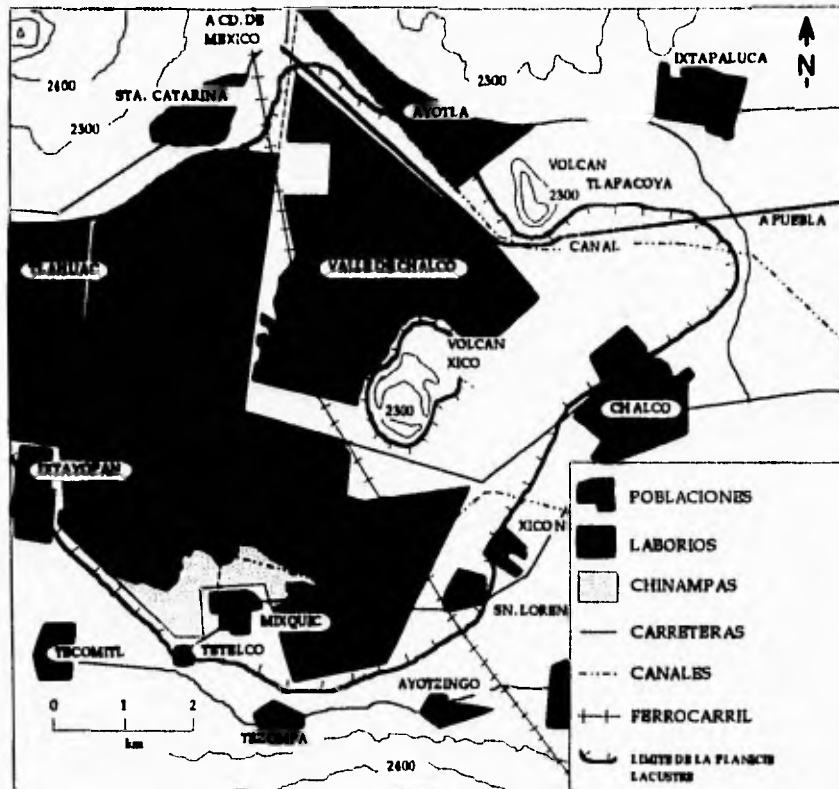 A CD. DE
MEXICO
2400
2300
STA. CATARINA
2300
IXTAPALUCA
N
AYOTLA
VOLCAN
TLAPACOYA
2300
A PUEBLA
CANAL
TLAHUAC
VALLE DE CHALCO
VOLCAN
XICO
2300
CHALCO
IXTAYOPAN
XICO N
SN. LOREN
MIXQUIC
TETELCO
TECOMITL
AYOTZINGO
TEZOMPA
0 1 2
km
2400
POBLACIONES
LABORIOS
CHINAMPAS
CARRETERAS
CANALES
FERROCARRIL
LIMITE DE LA PLANICIE
LACUSTRE